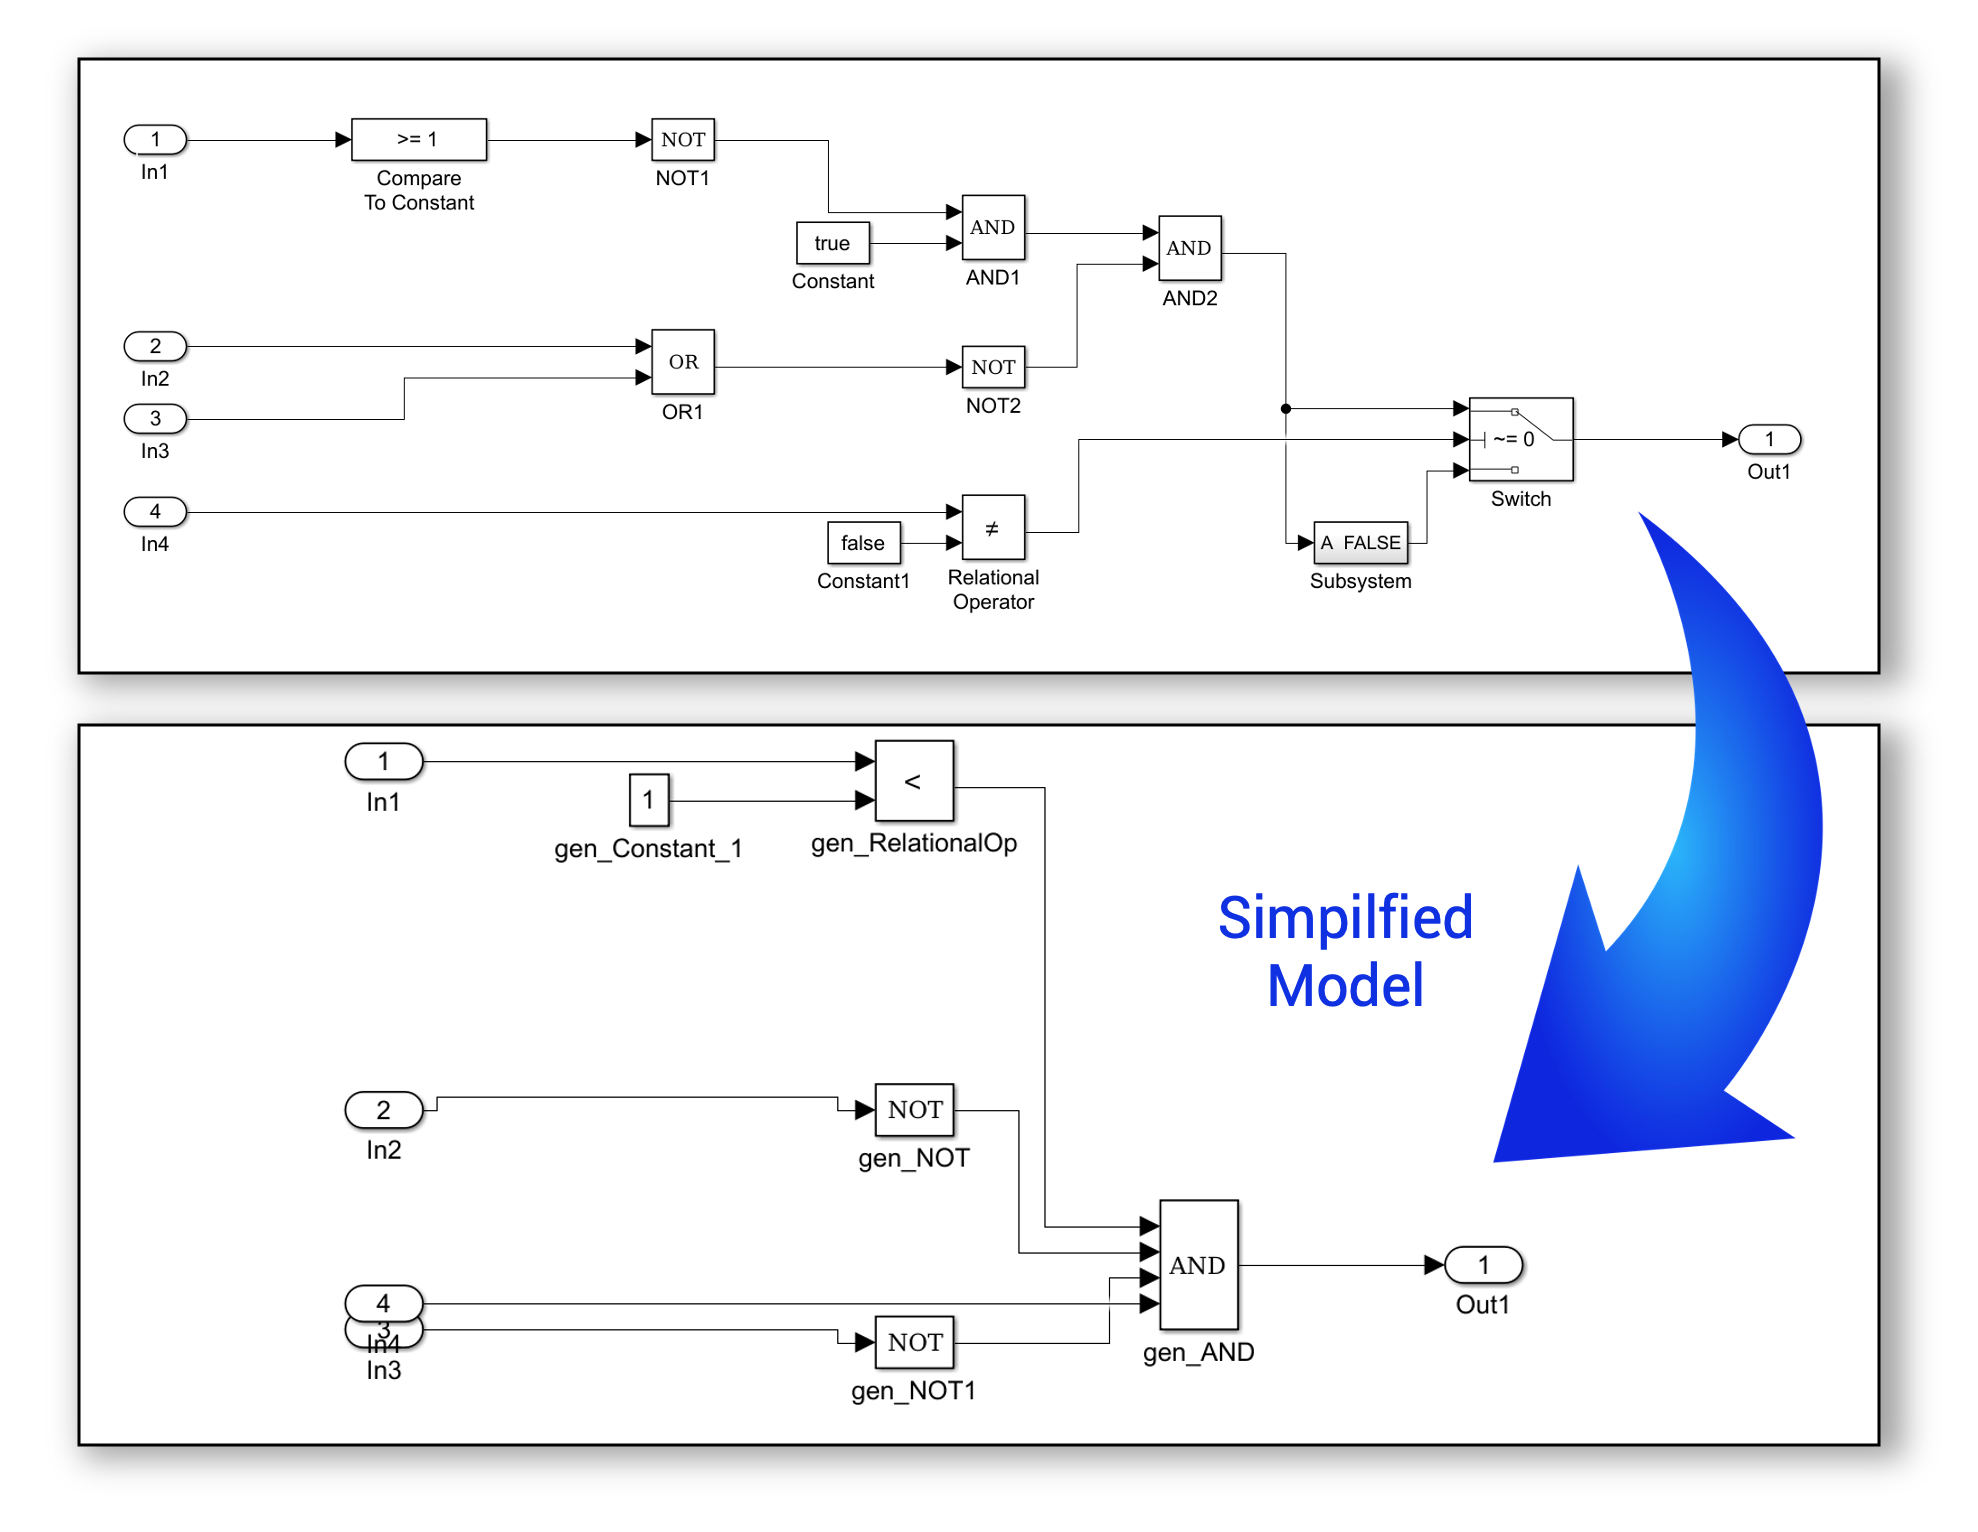 1
In1
>= 1
Compare
To Constant
NOT
NOT1
true
Constant
AND
AND1
AND
AND2
2
In2
3
In3
OR
OR1
NOT
NOT2
4
In4
false
Constant1
≠
Relational
Operator
~= 0
Switch
A FALSE
Subsystem
1
Out1
1
In1
1
gen_Constant_1
<
gen_RelationalOp
Simpilfied
Model
2
In2
NOT
gen_NOT
4
In4
3
In3
NOT
gen_NOT1
AND
gen_AND
1
Out1